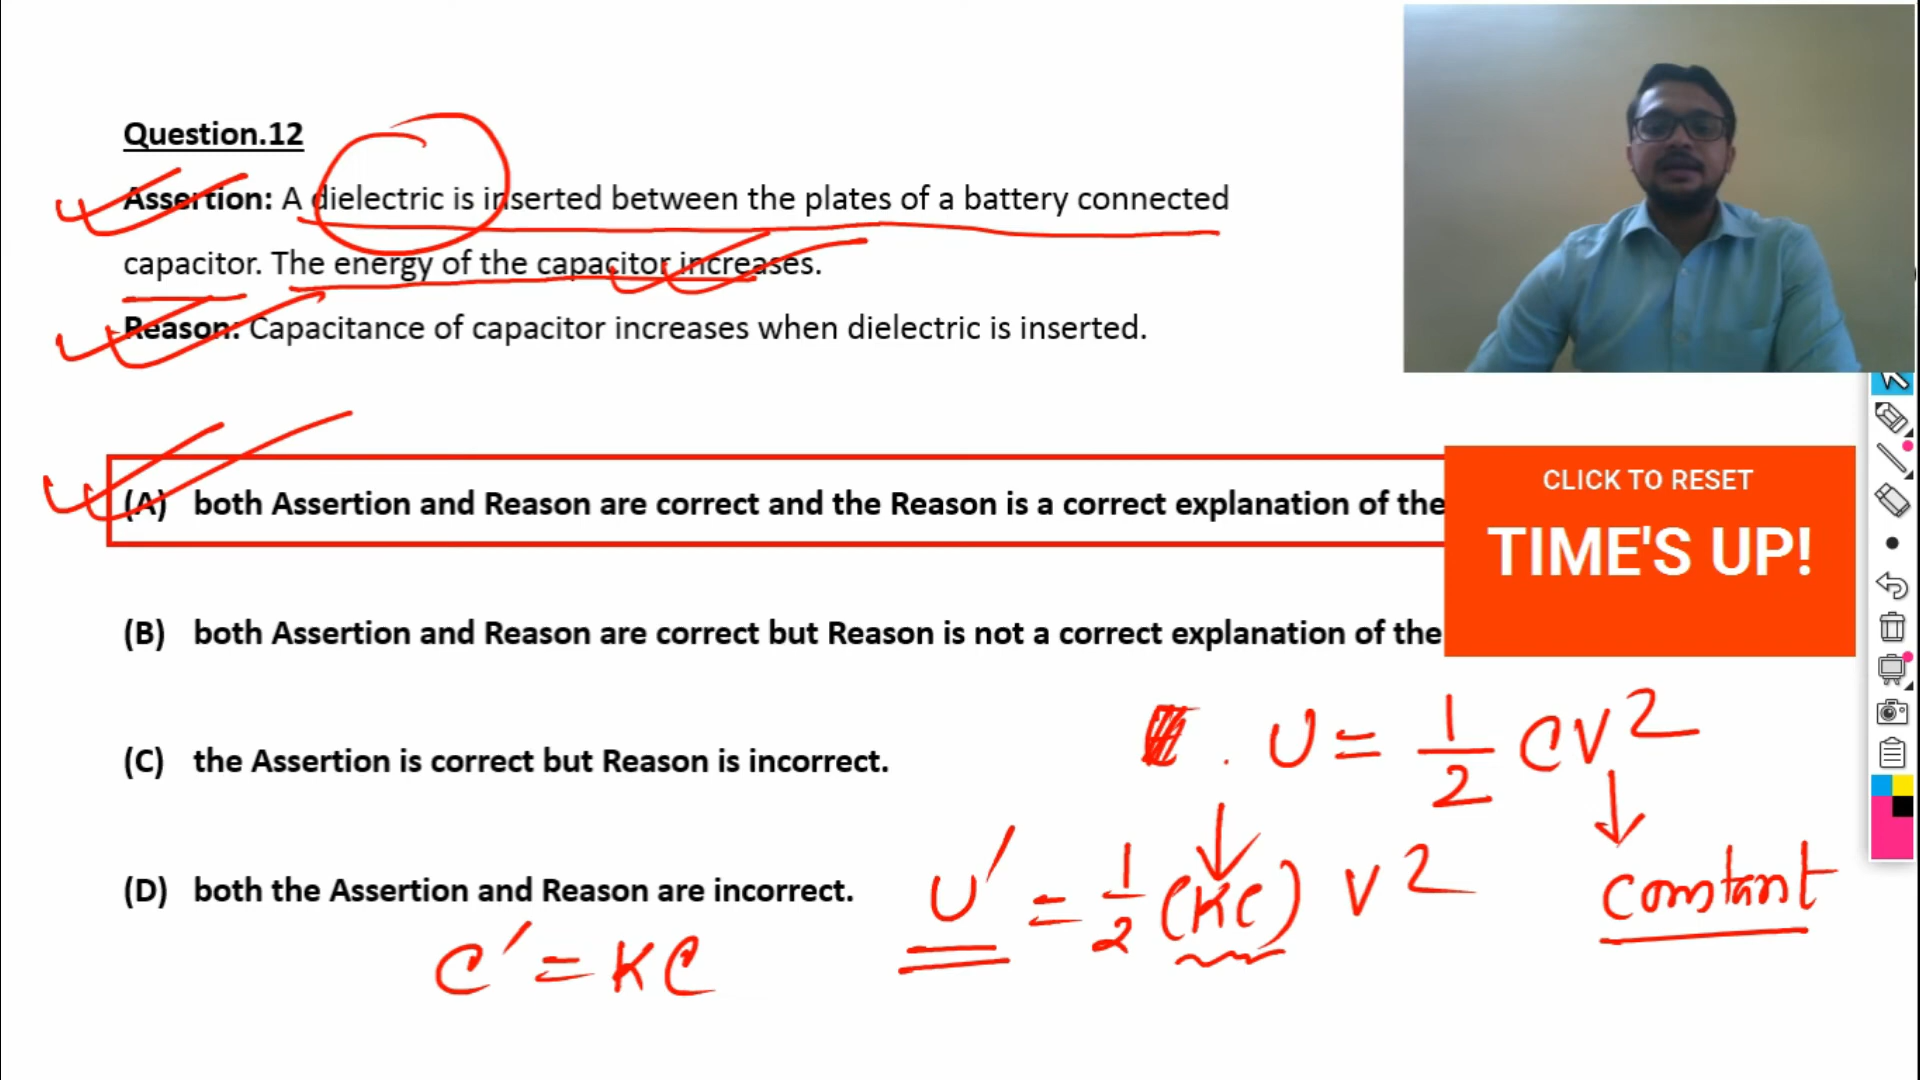 Question.12
Assertion: A dielectric is inserted between the plates of a battery connected
capacitor. The energy of the capacitor increases.
Reason: Capacitance of capacitor increases when dielectric is inserted.
(A) both Assertion and Reason are correct and the Reason is a correct explanation of the
CLICK TO RESET
TIME'S UP!
(B) both Assertion and Reason are correct but Reason is not a correct explanation of the
(C) the Assertion is correct but Reason is incorrect.
U = 1/2 CV²
(D) both the Assertion and Reason are incorrect.
U' = 1/2 (KC) V²
constant
C' = KC